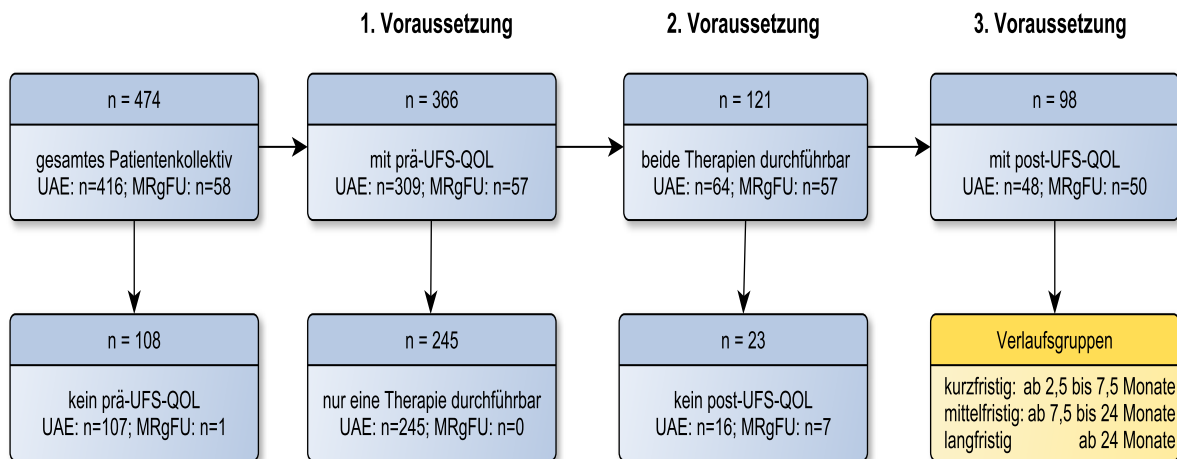 1. Voraussetzung
2. Voraussetzung
3. Voraussetzung
n = 474
gesamtes Patientenkollektiv
UAE: n=416; MRgFU: n=58
n = 366
mit prä-UFS-QOL
UAE: n=309; MRgFU: n=57
n = 121
beide Therapien durchführbar
UAE: n=64; MRgFU: n=57
n = 98
mit post-UFS-QOL
UAE: n=48; MRgFU: n=50
n = 108
kein prä-UFS-QOL
UAE: n=107; MRgFU: n=1
n = 245
nur eine Therapie durchführbar
UAE: n=245; MRgFU: n=0
n = 23
kein post-UFS-QOL
UAE: n=16; MRgFU: n=7
Verlaufsgruppen
kurzfristig: ab 2,5 bis 7,5 Monate
mittelfristig: ab 7,5 bis 24 Monate
langfristig ab 24 Monate